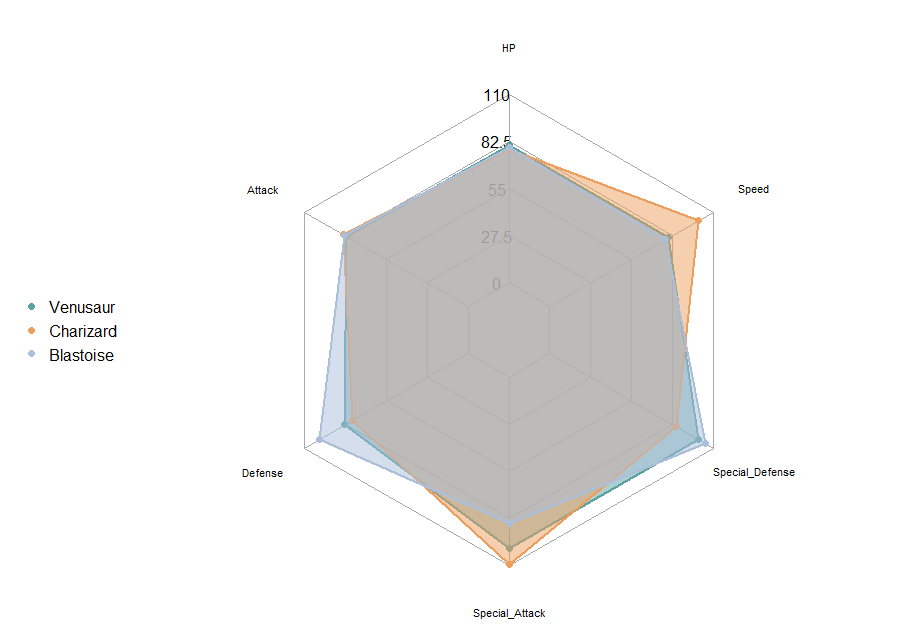 HP
110
82.5
55
27.5
0
Attack
Speed
Venusaur
Charizard
Blastoise
Defense
Special_Defense
Special_Attack